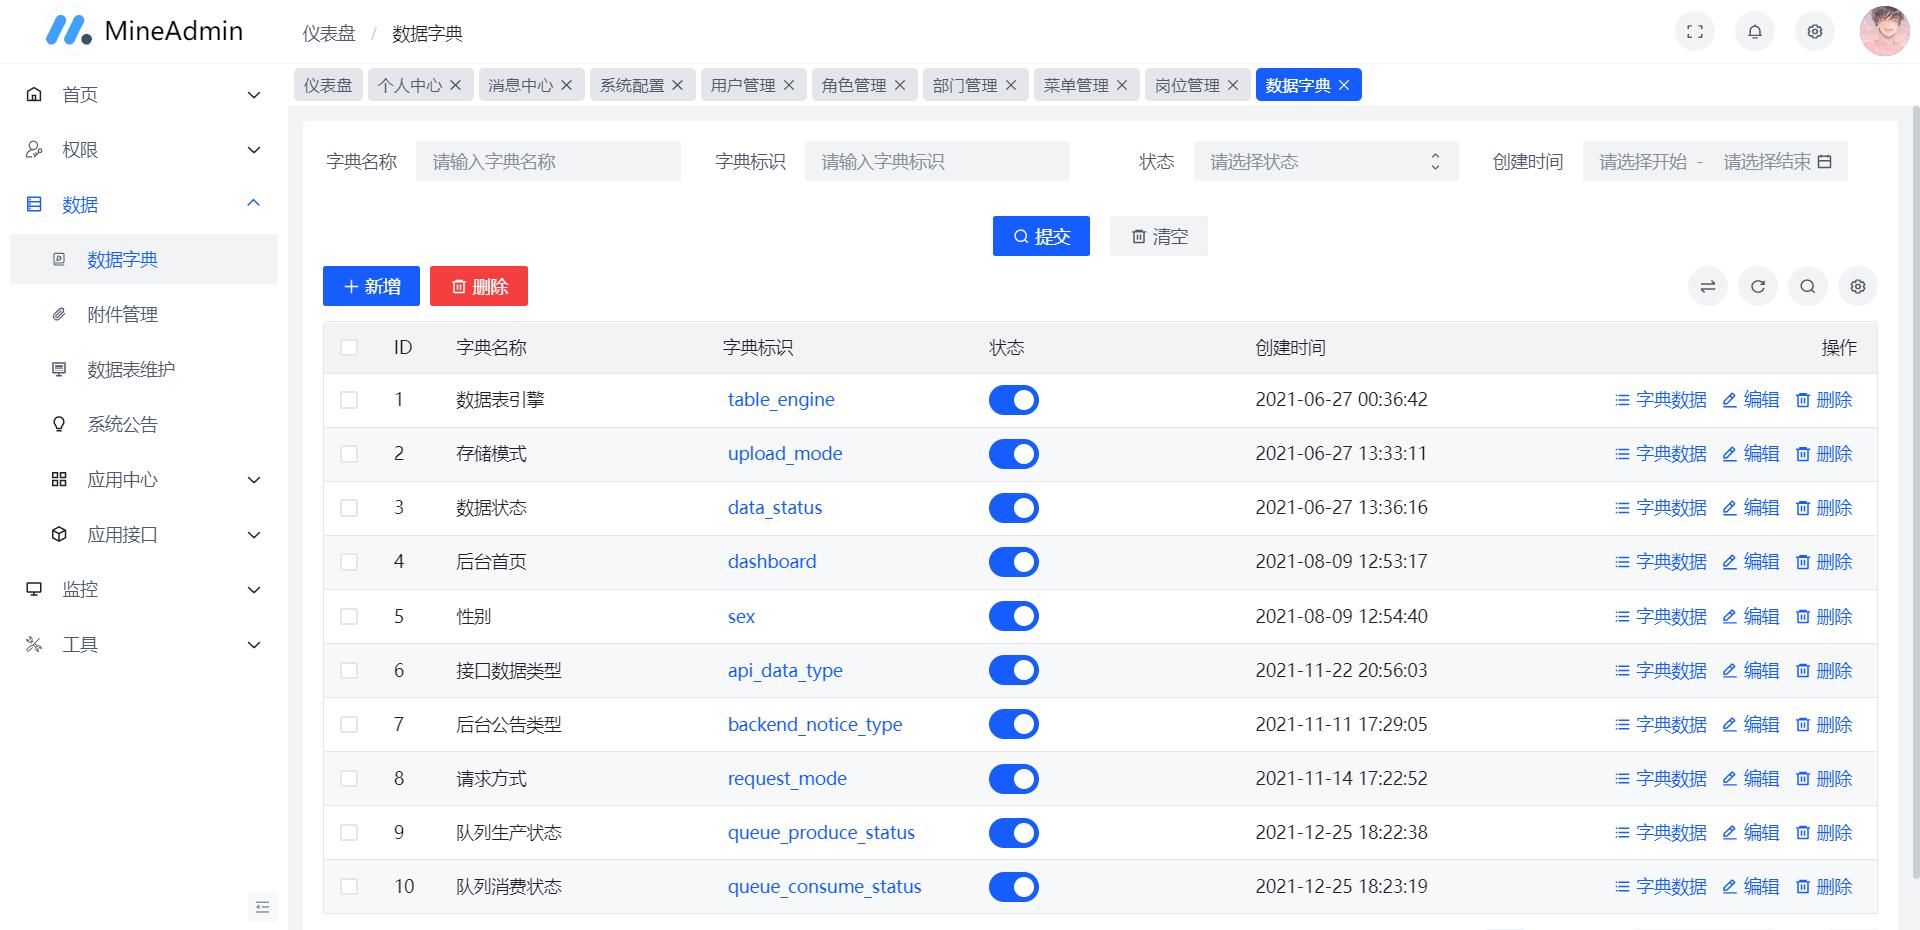 MineAdmin
仪表盘 / 数据字典
仪表盘 个人中心 消息中心 系统配置 用户管理 角色管理 部门管理 菜单管理 岗位管理 数据字典
首页
权限
数据
数据字典
附件管理
数据表维护
系统公告
应用中心
应用接口
监控
工具
字典名称 请输入字典名称 字典标识 请输入字典标识 状态 请选择状态 创建时间 请选择开始 - 请选择结束
提交 清空
新增 删除
ID 字典名称 字典标识 状态 创建时间 操作
1 数据表引擎 table_engine 2021-06-27 00:36:42 字典数据 编辑 删除
2 存储模式 upload_mode 2021-06-27 13:33:11 字典数据 编辑 删除
3 数据状态 data_status 2021-06-27 13:36:16 字典数据 编辑 删除
4 后台首页 dashboard 2021-08-09 12:53:17 字典数据 编辑 删除
5 性别 sex 2021-08-09 12:54:40 字典数据 编辑 删除
6 接口数据类型 api_data_type 2021-11-22 20:56:03 字典数据 编辑 删除
7 后台公告类型 backend_notice_type 2021-11-11 17:29:05 字典数据 编辑 删除
8 请求方式 request_mode 2021-11-14 17:22:52 字典数据 编辑 删除
9 队列生产状态 queue_produce_status 2021-12-25 18:22:38 字典数据 编辑 删除
10 队列消费状态 queue_consume_status 2021-12-25 18:23:19 字典数据 编辑 删除